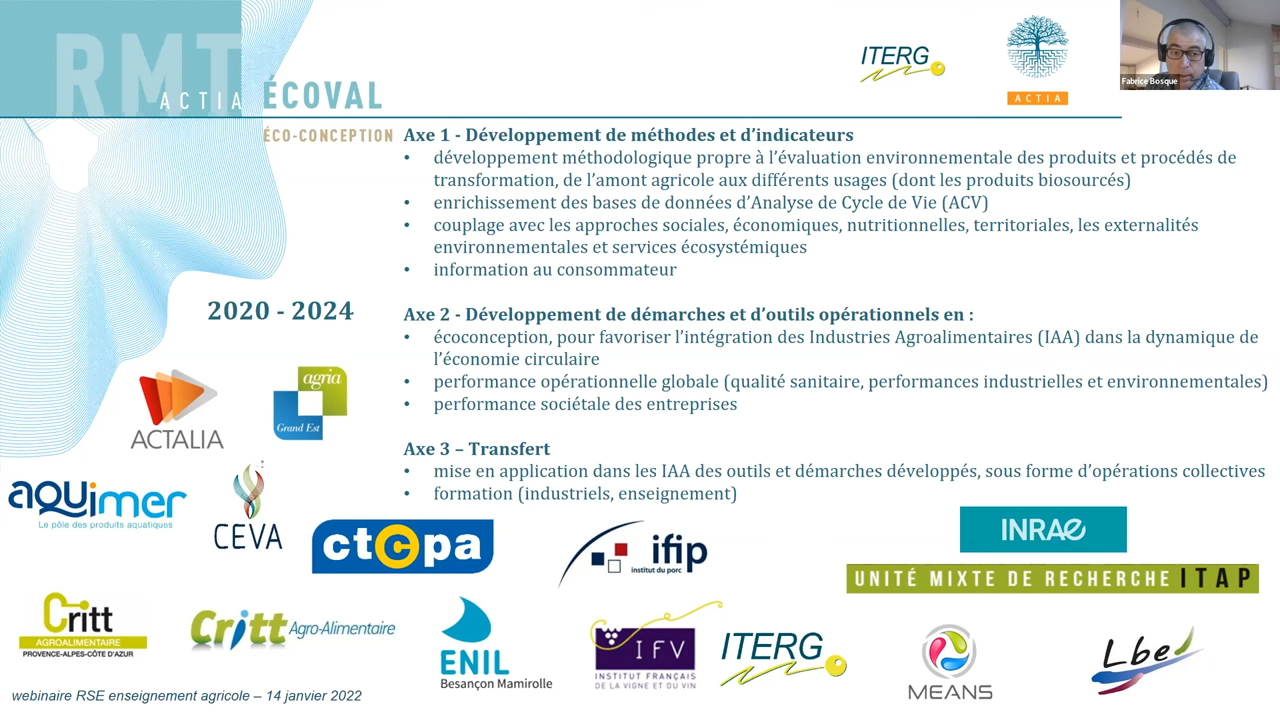 RMT
ACTIA ÉCOVAL
ÉCO-CONCEPTION
ITERG
ACTIA
Fabrice Bosque
Axe 1 - Développement de méthodes et d’indicateurs
• développement méthodologique propre à l’évaluation environnementale des produits et procédés de
transformation, de l’amont agricole aux différents usages (dont les produits biosourcés)
• enrichissement des bases de données d’Analyse de Cycle de Vie (ACV)
• couplage avec les approches sociales, économiques, nutritionnelles, territoriales, les externalités
environnementales et services écosystémiques
• information au consommateur
2020 - 2024
Axe 2 - Développement de démarches et d’outils opérationnels en :
• écoconception, pour favoriser l’intégration des Industries Agroalimentaires (IAA) dans la dynamique de
l’économie circulaire
• performance opérationnelle globale (qualité sanitaire, performances industrielles et environnementales)
• performance sociétale des entreprises
Axe 3 – Transfert
• mise en application dans les IAA des outils et démarches développés, sous forme d’opérations collectives
• formation (industriels, enseignement)
ACTALIA
agria
Grand Est
aquimer
Le pôle des produits aquatiques
CEVA
ctcpa
ifip
institut du porc
INRAE
UNITÉ MIXTE DE RECHERCHE ITAP
Critt
AGROALIMENTAIRE
PROVENCE-ALPES-CÔTE D'AZUR
Critt Agro-Alimentaire
ENIL
Besançon Mamirolle
IFV
INSTITUT FRANÇAIS
DE LA VIGNE ET DU VIN
ITERG
MEANS
Lbe
webinaire RSE enseignement agricole – 14 janvier 2022